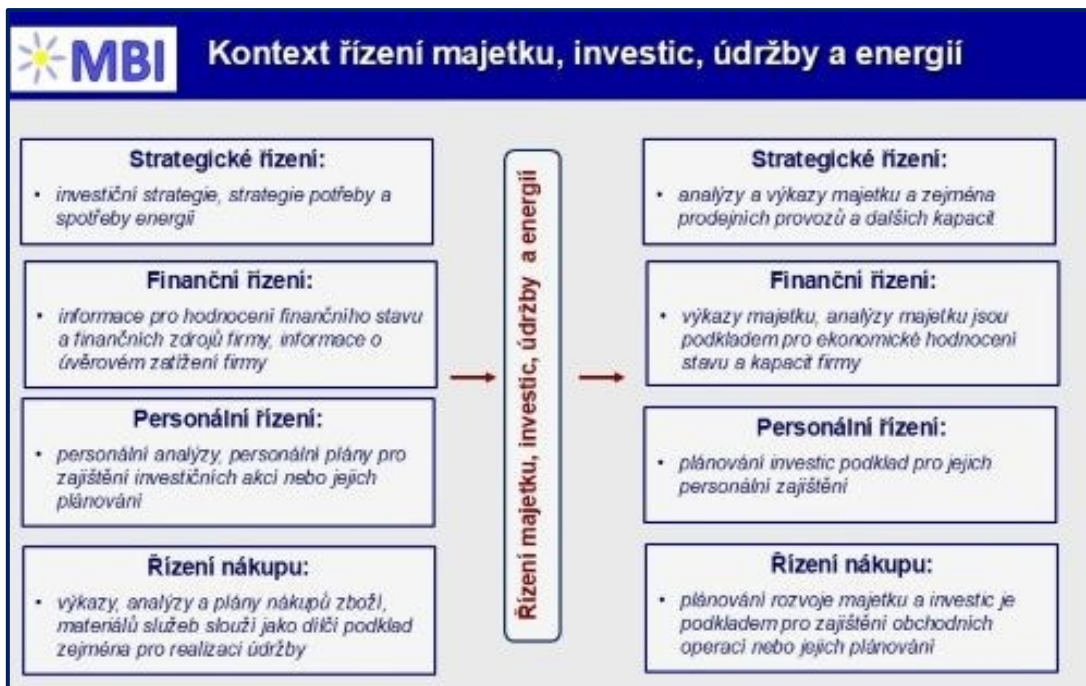 MBI
Kontext řízení majetku, investic, údržby a energií
Strategické řízení:
• investiční strategie, strategie potřeby a
spotřeby energií
Finanční řízení:
• informace pro hodnocení finančního stavu
a finančních zdrojů firmy, informace o
úvěrovém zatížení firmy
Personální řízení:
• personální analýzy, personální plány pro
zajištění investičních akcí nebo jejich
plánování
Řízení nákupu:
• výkazy, analýzy a plány nákupů zboží,
materiálů služeb slouží jako dílčí podklad
zejména pro realizaci údržby
Řízení majetku, investic, údržby a energií
Strategické řízení:
• analýzy a výkazy majetku a zejména
prodejních provozů a dalších kapacit
Finanční řízení:
• výkazy majetku, analýzy majetku jsou
podkladem pro ekonomické hodnocení
stavu a kapacit firmy
Personální řízení:
• plánování investic podklad pro jejich
personální zajištění
Řízení nákupu:
• plánování rozvoje majetku a investic je
podkladem pro zajištění obchodních
operací nebo jejich plánování